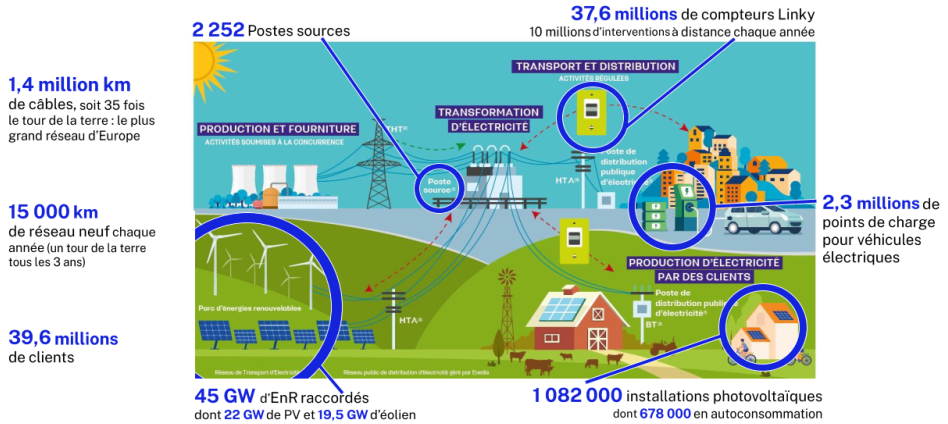 37,6 millions de compteurs Linky
10 millions d'interventions à distance chaque année
2 252 Postes sources
1,4 million km
de câbles, soit 35 fois
le tour de la terre : le plus
grand réseau d'Europe
TRANSPORT ET DISTRIBUTION
ACTIVITÉS RÉGULÉES
TRANSFORMATION
D'ÉLECTRICITÉ
PRODUCTION ET FOURNITURE
ACTIVITÉS SOUMISES À LA CONCURRENCE
Poste de
distribution
publique
d'électricité
HTA
Poste
source
15 000 km
de réseau neuf chaque
année (un tour de la terre
tous les 3 ans)
2,3 millions de
points de charge
pour véhicules
électriques
PRODUCTION D'ÉLECTRICITÉ
PAR DES CLIENTS
Parc d'énergies renouvelables
HTA
Poste de
d'électricité
BT
39,6 millions
de clients
Réseau de Transport d'Electricité
Réseau public de distribution d'électricité géré par Enedis
45 GW d'EnR raccordés
dont 22 GW de PV et 19,5 GW d'éolien
1 082 000 installations photovoltaïques
dont 678 000 en autoconsommation